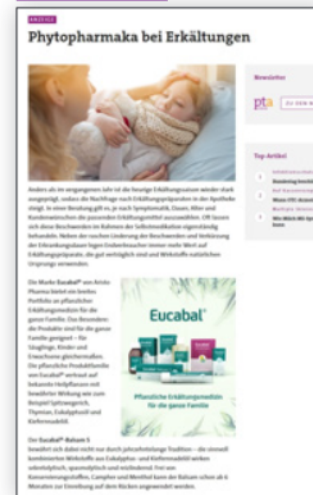 ANZEIGE
Phytopharmaka bei Erkältungen
Newsletter
pta
ZU DEN N
Top-Artikel
1
2
3
Anders als im vergangenen Jahr ist die heurige Erkältungssaison wieder stark
ausgeprägt, sodass die Nachfrage nach Erkältungspräparaten in der Apotheke
steigt. In einer Beratung gilt es, je nach Symptomatik, Dauer, Alter und
Kundenwünschen die passenden Erkältungsmittel auszuwählen. Oft lassen
sich diese Beschwerden im Rahmen der Selbstmedikation eigenständig
behandeln. Neben der raschen Linderung der Beschwerden und Verkürzung
der Erkrankungsdauer legen Endverbraucher immer mehr Wert auf
Erkältungspräparate, die gut verträglich sind und Wirkstoffe natürlichen
Ursprungs verwenden.
Die Marke Eucabal® von Aristo
Pharma bietet ein breites
Portfolio an pflanzlicher
Erkältungsmedizin für die
ganze Familie. Das Besondere:
die Produkte sind für die ganze
Familie geeignet – für
Säuglinge, Kinder und
Erwachsene gleichermaßen.
Die pflanzliche Produktfamilie
von Eucabal® vertraut auf
bekannte Heilpflanzen mit
bewährter Wirkung wie zum
Beispiel Spitzwegerich,
Thymian, Eukalyptusöl und
Kiefernnadelöl.
Eucabal®
Pflanzliche Erkältungsmedizin
für die ganze Familie
Der Eucabal®-Balsam S
bewährt sich dabei nicht nur durch jahrzehntelange Tradition – die sinnvoll
kombinierten Wirkstoffe aus Eukalyptus- und Kiefernnadelöl wirken
sekretolytisch, spasmolytisch und reizlindernd. Frei von
Konservierungsstoffen, Campher und Menthol kann der Balsam schon ab 6
Monaten zur Einreibung auf dem Rücken angewendet werden.